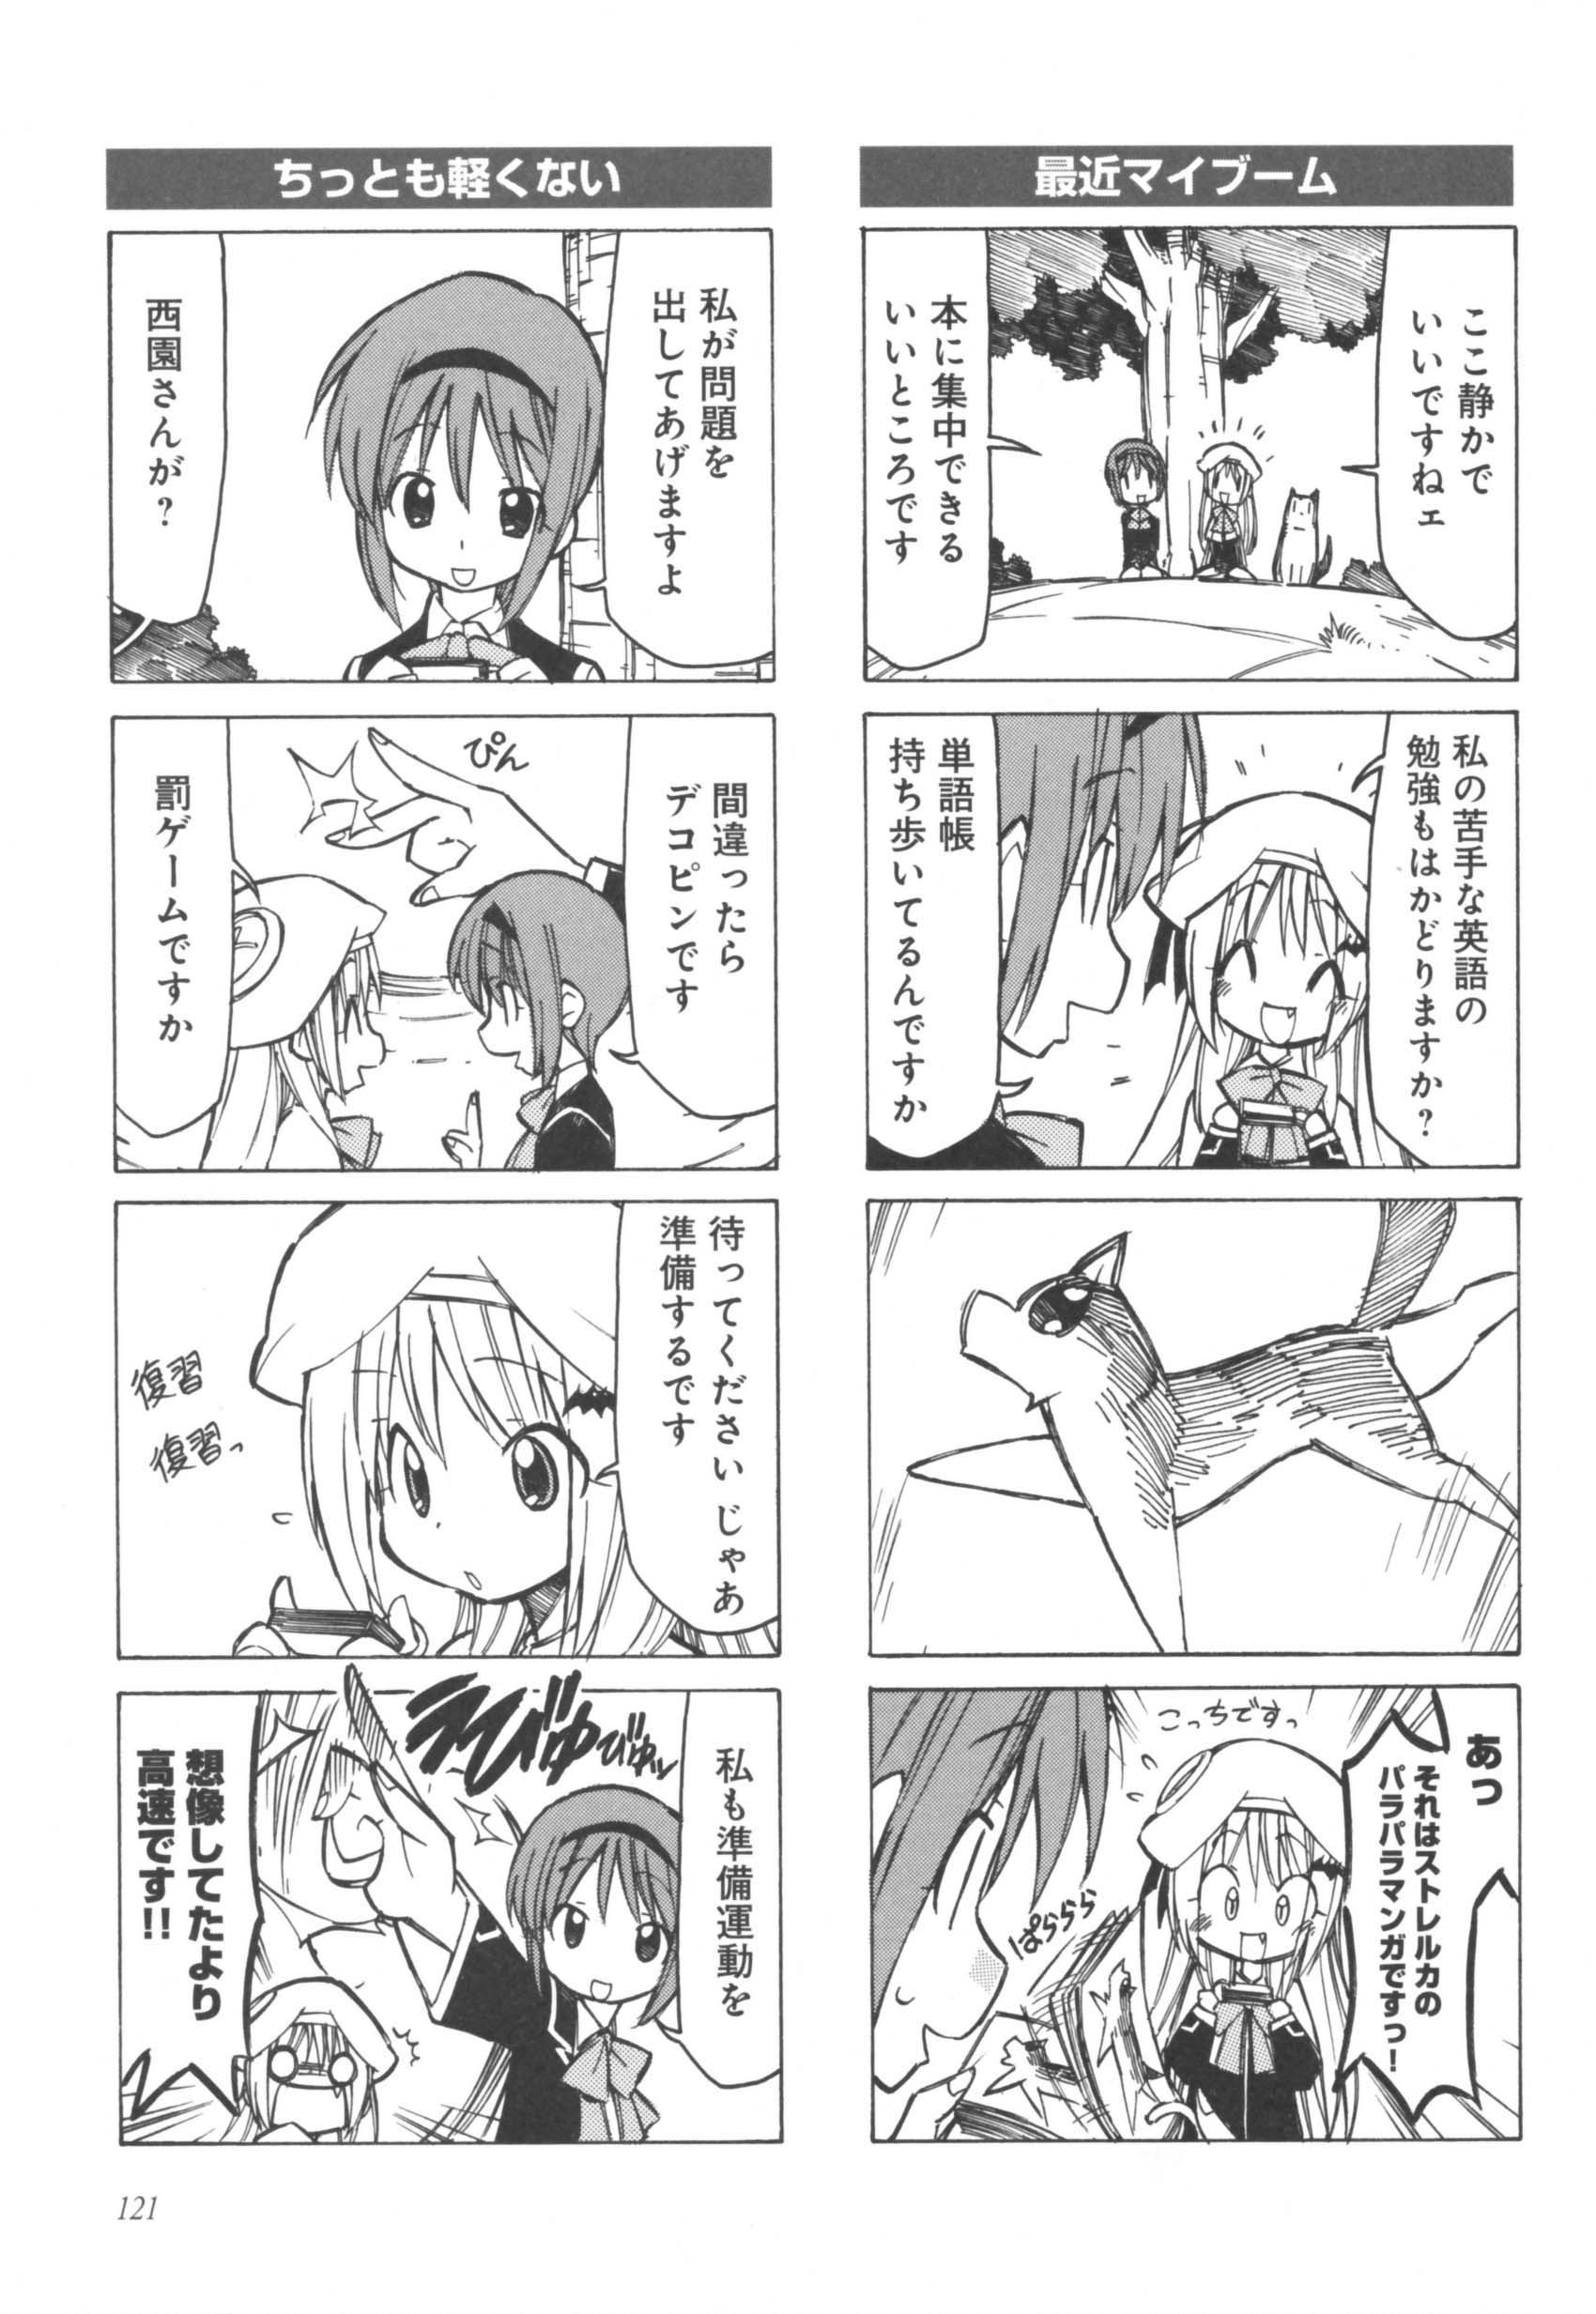 最近マイブーム
ここ静かで
いいですねェ
本に集中できる
いいところです
私の苦手な英語の
勉強もはかどりますか?
単語帳
持ち歩いてるんですか
あっ
それはストレルカの
パラパラマンガですっ!
こっちですっ
ぱららら
ちっとも軽くない
私が問題を
出してあげますよ
西園さんが?
間違ったら
デコピンです
ぴん
罰ゲームですか
待ってください じゃあ
準備するです
復習
復習っ
私も準備運動を
びゅびゅッ
想像してたより
高速です!!
121